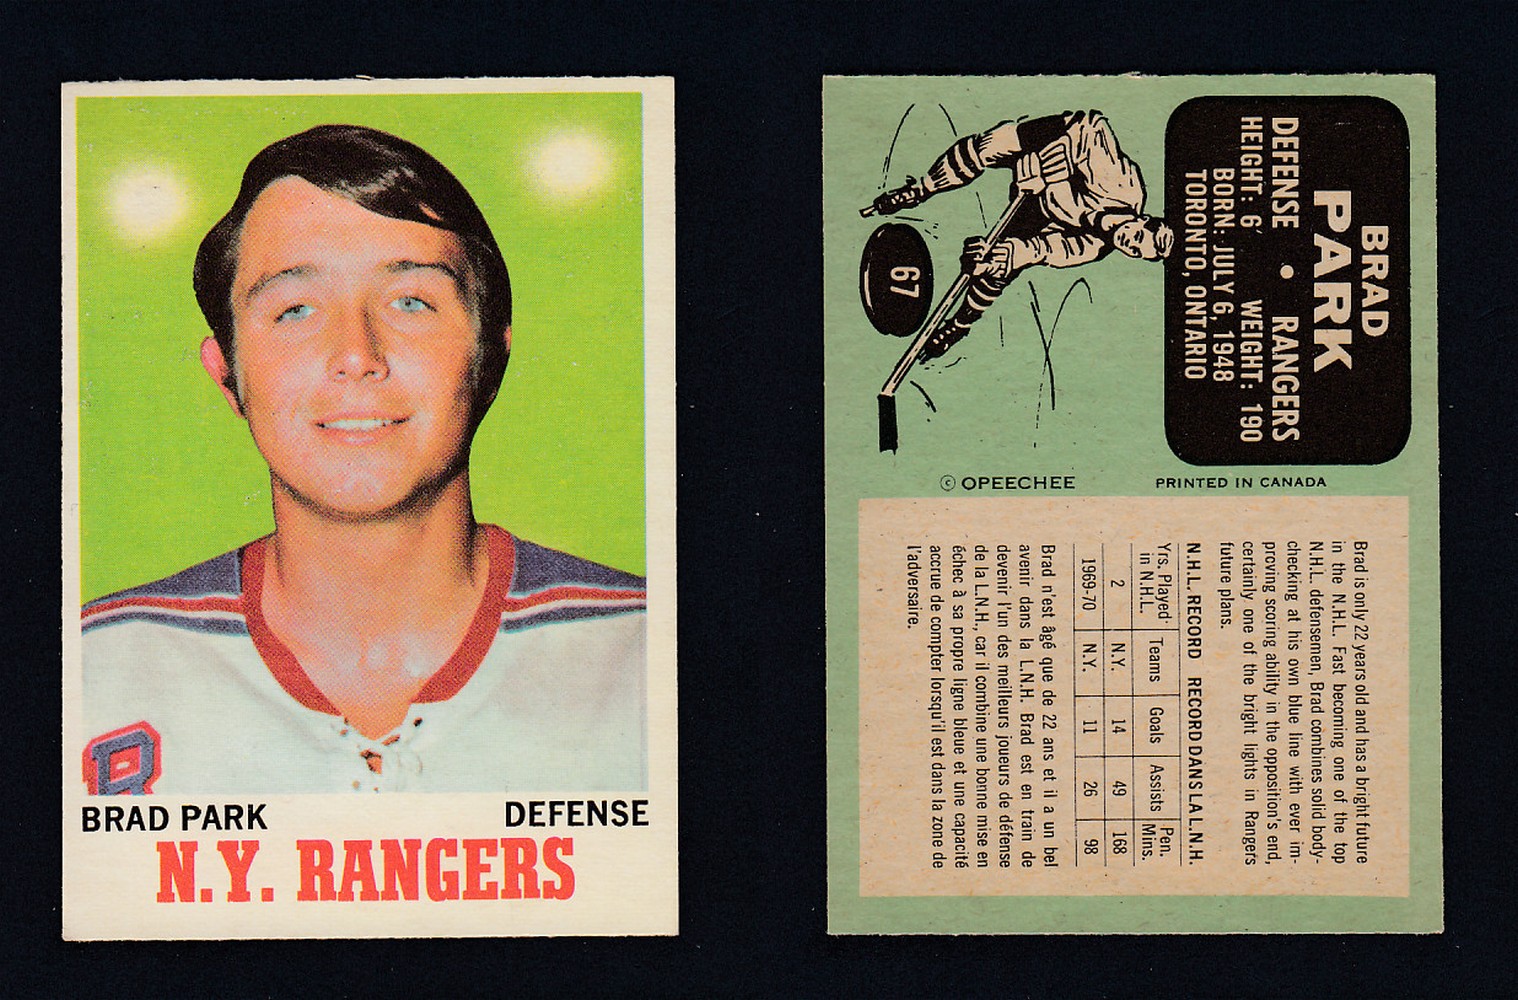 R
BRAD PARK DEFENSE
N.Y. RANGERS
BRAD
PARK
DEFENSE • RANGERS
HEIGHT: 6' WEIGHT: 190
BORN: JULY 6, 1948
TORONTO, ONTARIO
67
© OPEECHEE PRINTED IN CANADA
Brad is only 22 years old and has a bright future
in the N.H.L. Fast becoming one of the top
N.H.L. defensemen, Brad combines solid body-
checking at his own blue line with ever im-
proving scoring ability in the opposition's end,
certainly one of the bright lights in Rangers
future plans.
N.H.L. RECORD RECORD DANS LA L.N.H.
Yrs. Played Teams Goals Assists Pen.
in N.H.L. Mins.
2 N.Y. 14 49 168
1969-70 N.Y. 11 26 98
Brad n'est âgé que de 22 ans et il a un bel
avenir dans la L.N.H. Brad est en train de
devenir l'un des meilleurs joueurs de défense
de la L.N.H., car il combine une bonne mise en
échec à sa propre ligne bleue et une capacité
accrue de compter lorsqu'il est dans la zone de
l'adversaire.